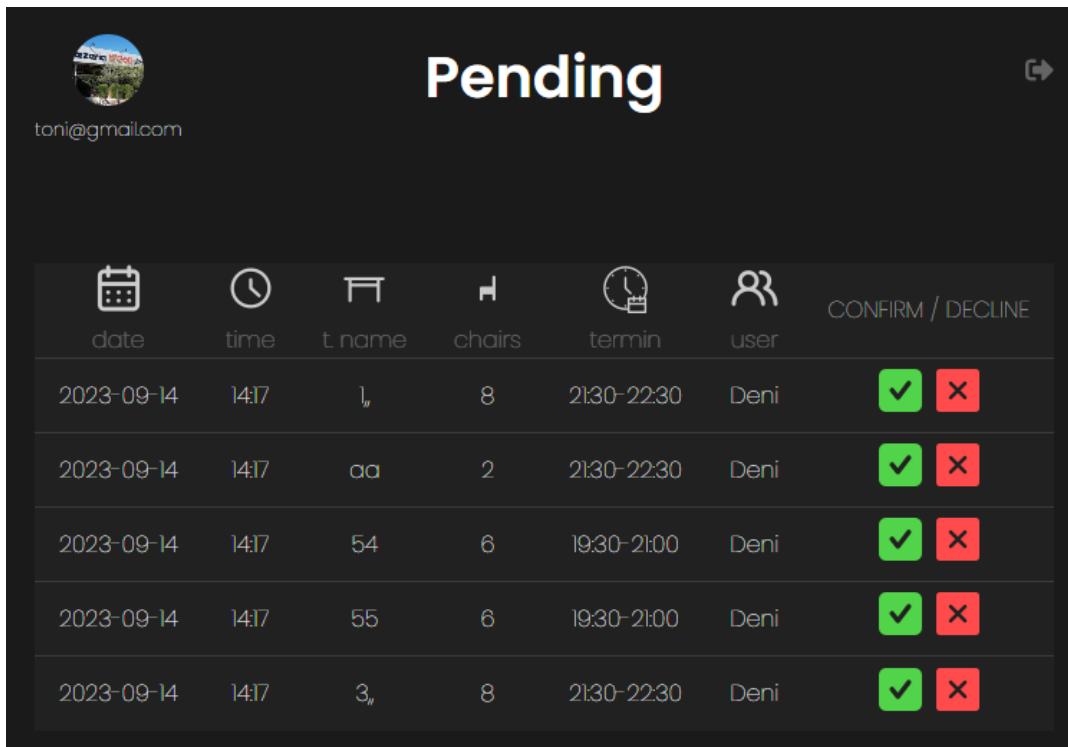 Pending
toni@gmail.com
date time t. name chairs termin user CONFIRM / DECLINE
2023-09-14 14:17 1,, 8 21:30-22:30 Deni
2023-09-14 14:17 aa 2 21:30-22:30 Deni
2023-09-14 14:17 54 6 19:30-21:00 Deni
2023-09-14 14:17 55 6 19:30-21:00 Deni
2023-09-14 14:17 3,, 8 21:30-22:30 Deni